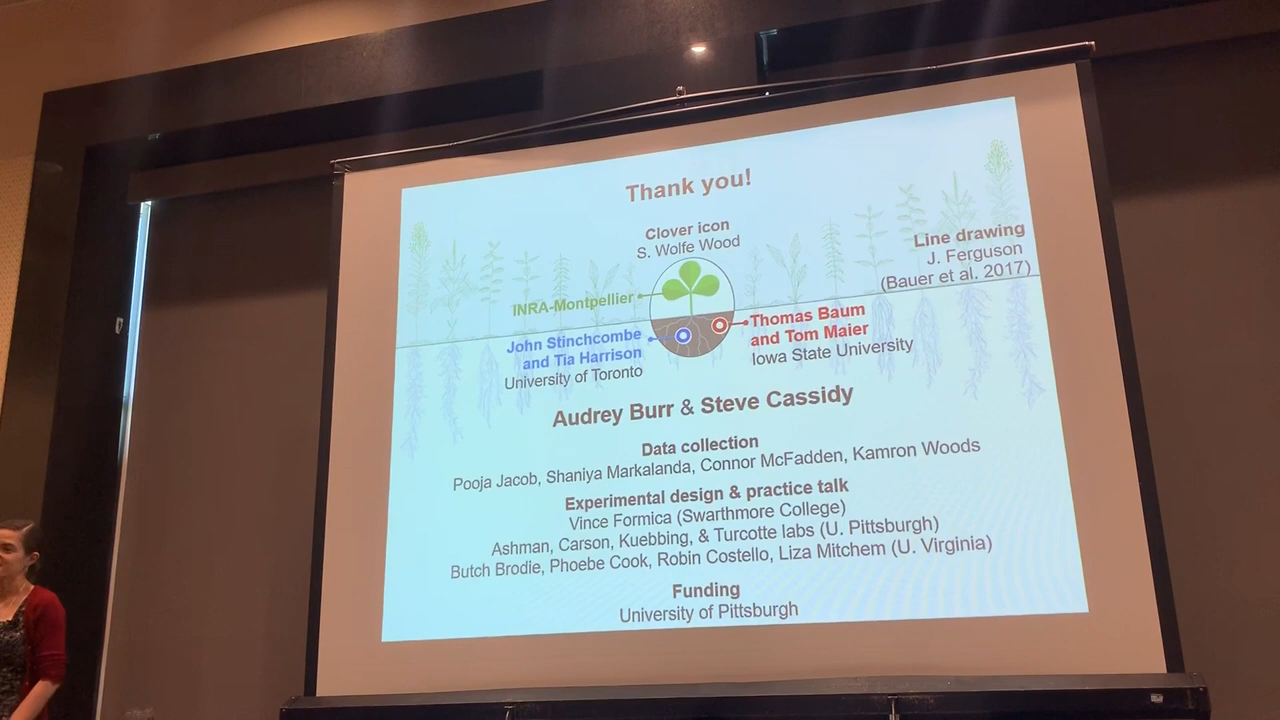 Thank you!
Clover icon
S. Wolfe Wood
Line drawing
J. Ferguson
(Bauer et al. 2017)
INRA-Montpellier
John Stinchcombe
and Tia Harrison
University of Toronto
Thomas Baum
and Tom Maier
Iowa State University
Audrey Burr & Steve Cassidy
Data collection
Pooja Jacob, Shaniya Markalanda, Connor McFadden, Kamron Woods
Experimental design & practice talk
Vince Formica (Swarthmore College)
Ashman, Carson, Kuebbing, & Turcotte labs (U. Pittsburgh)
Butch Brodie, Phoebe Cook, Robin Costello, Liza Mitchem (U. Virginia)
Funding
University of Pittsburgh